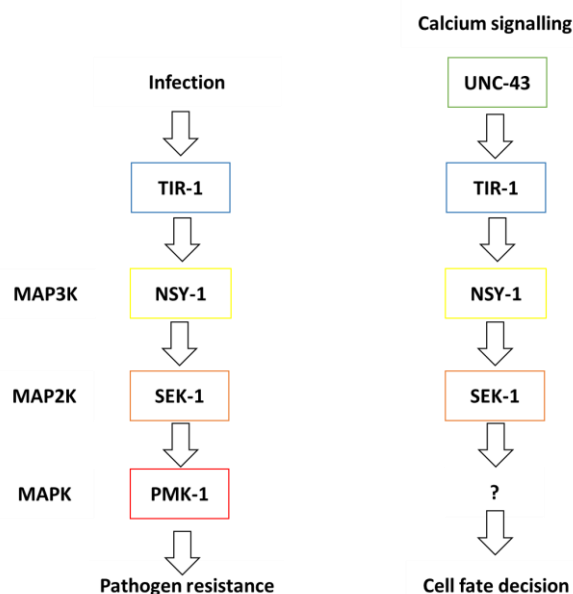 Calcium signalling
Infection
UNC-43
TIR-1
TIR-1
MAP3K
NSY-1
NSY-1
MAP2K
SEK-1
SEK-1
MAPK
PMK-1
?
Pathogen resistance
Cell fate decision